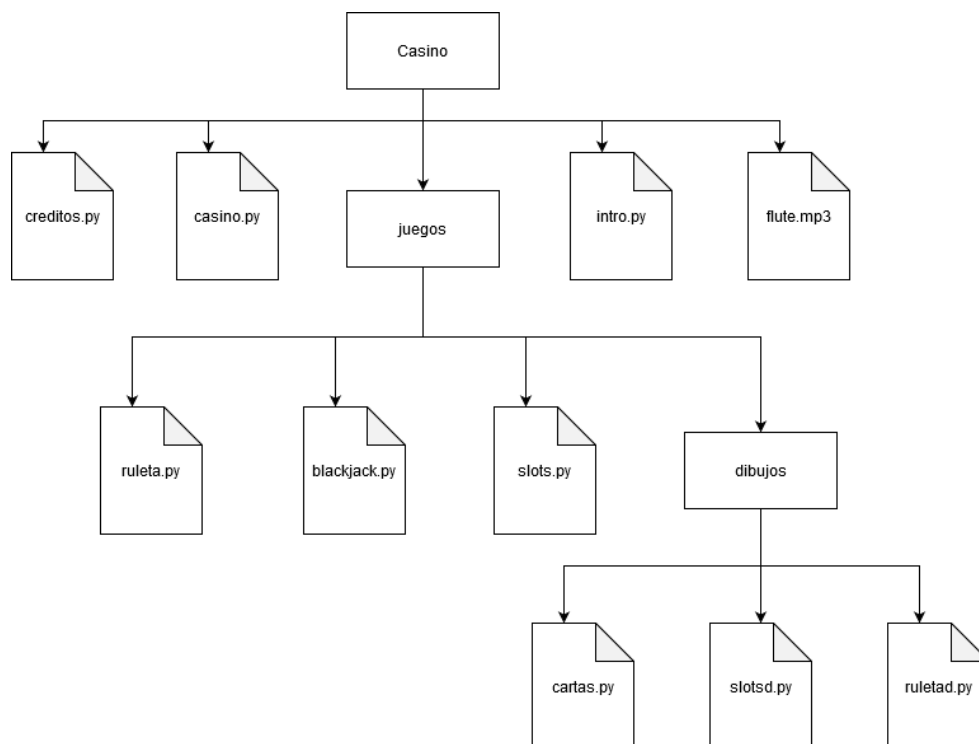 Casino
creditos.py
casino.py
juegos
intro.py
flute.mp3
ruleta.py
blackjack.py
slots.py
dibujos
cartas.py
slotsd.py
ruletad.py